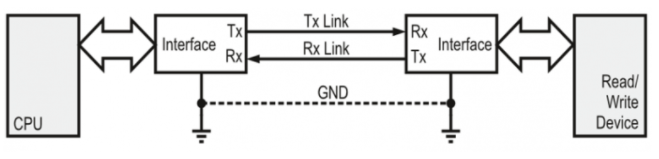 CPU
Interface
Tx
Rx
Tx Link
Rx Link
GND
Rx
Tx
Interface
Read/
Write
Device